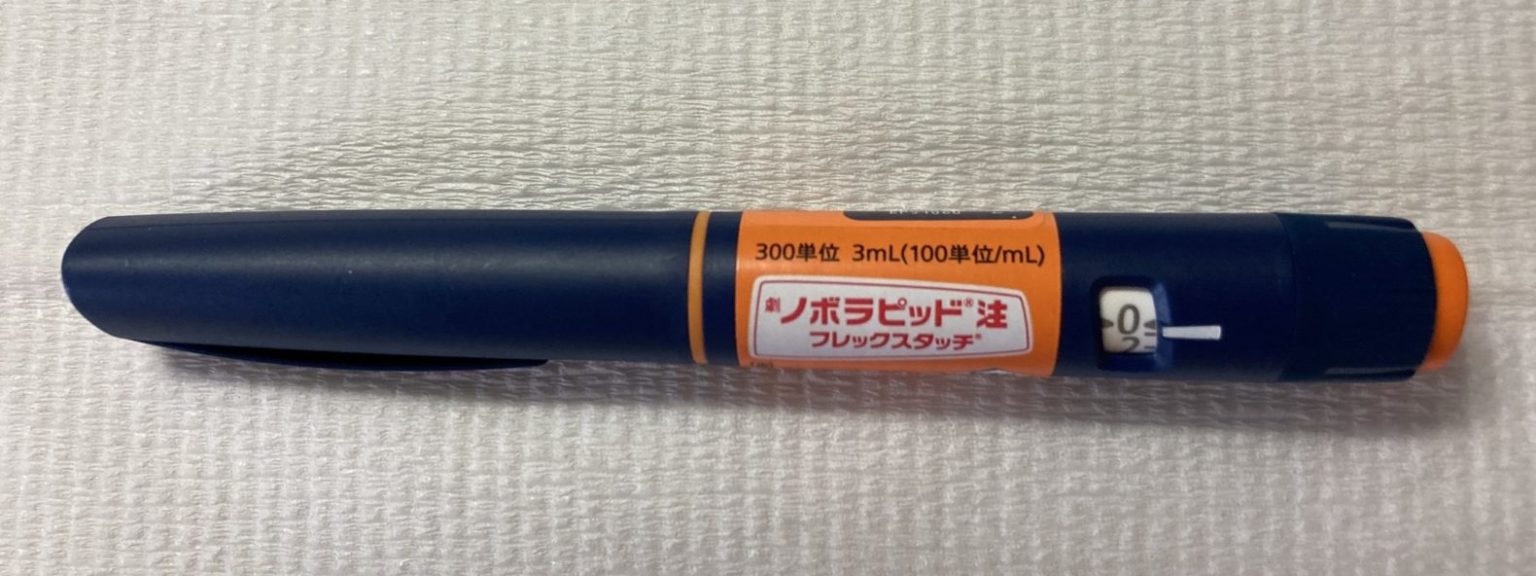 300単位 3mL(100単位/mL)
劇 ノボラピッド®注
フレックスタッチ®
0
2